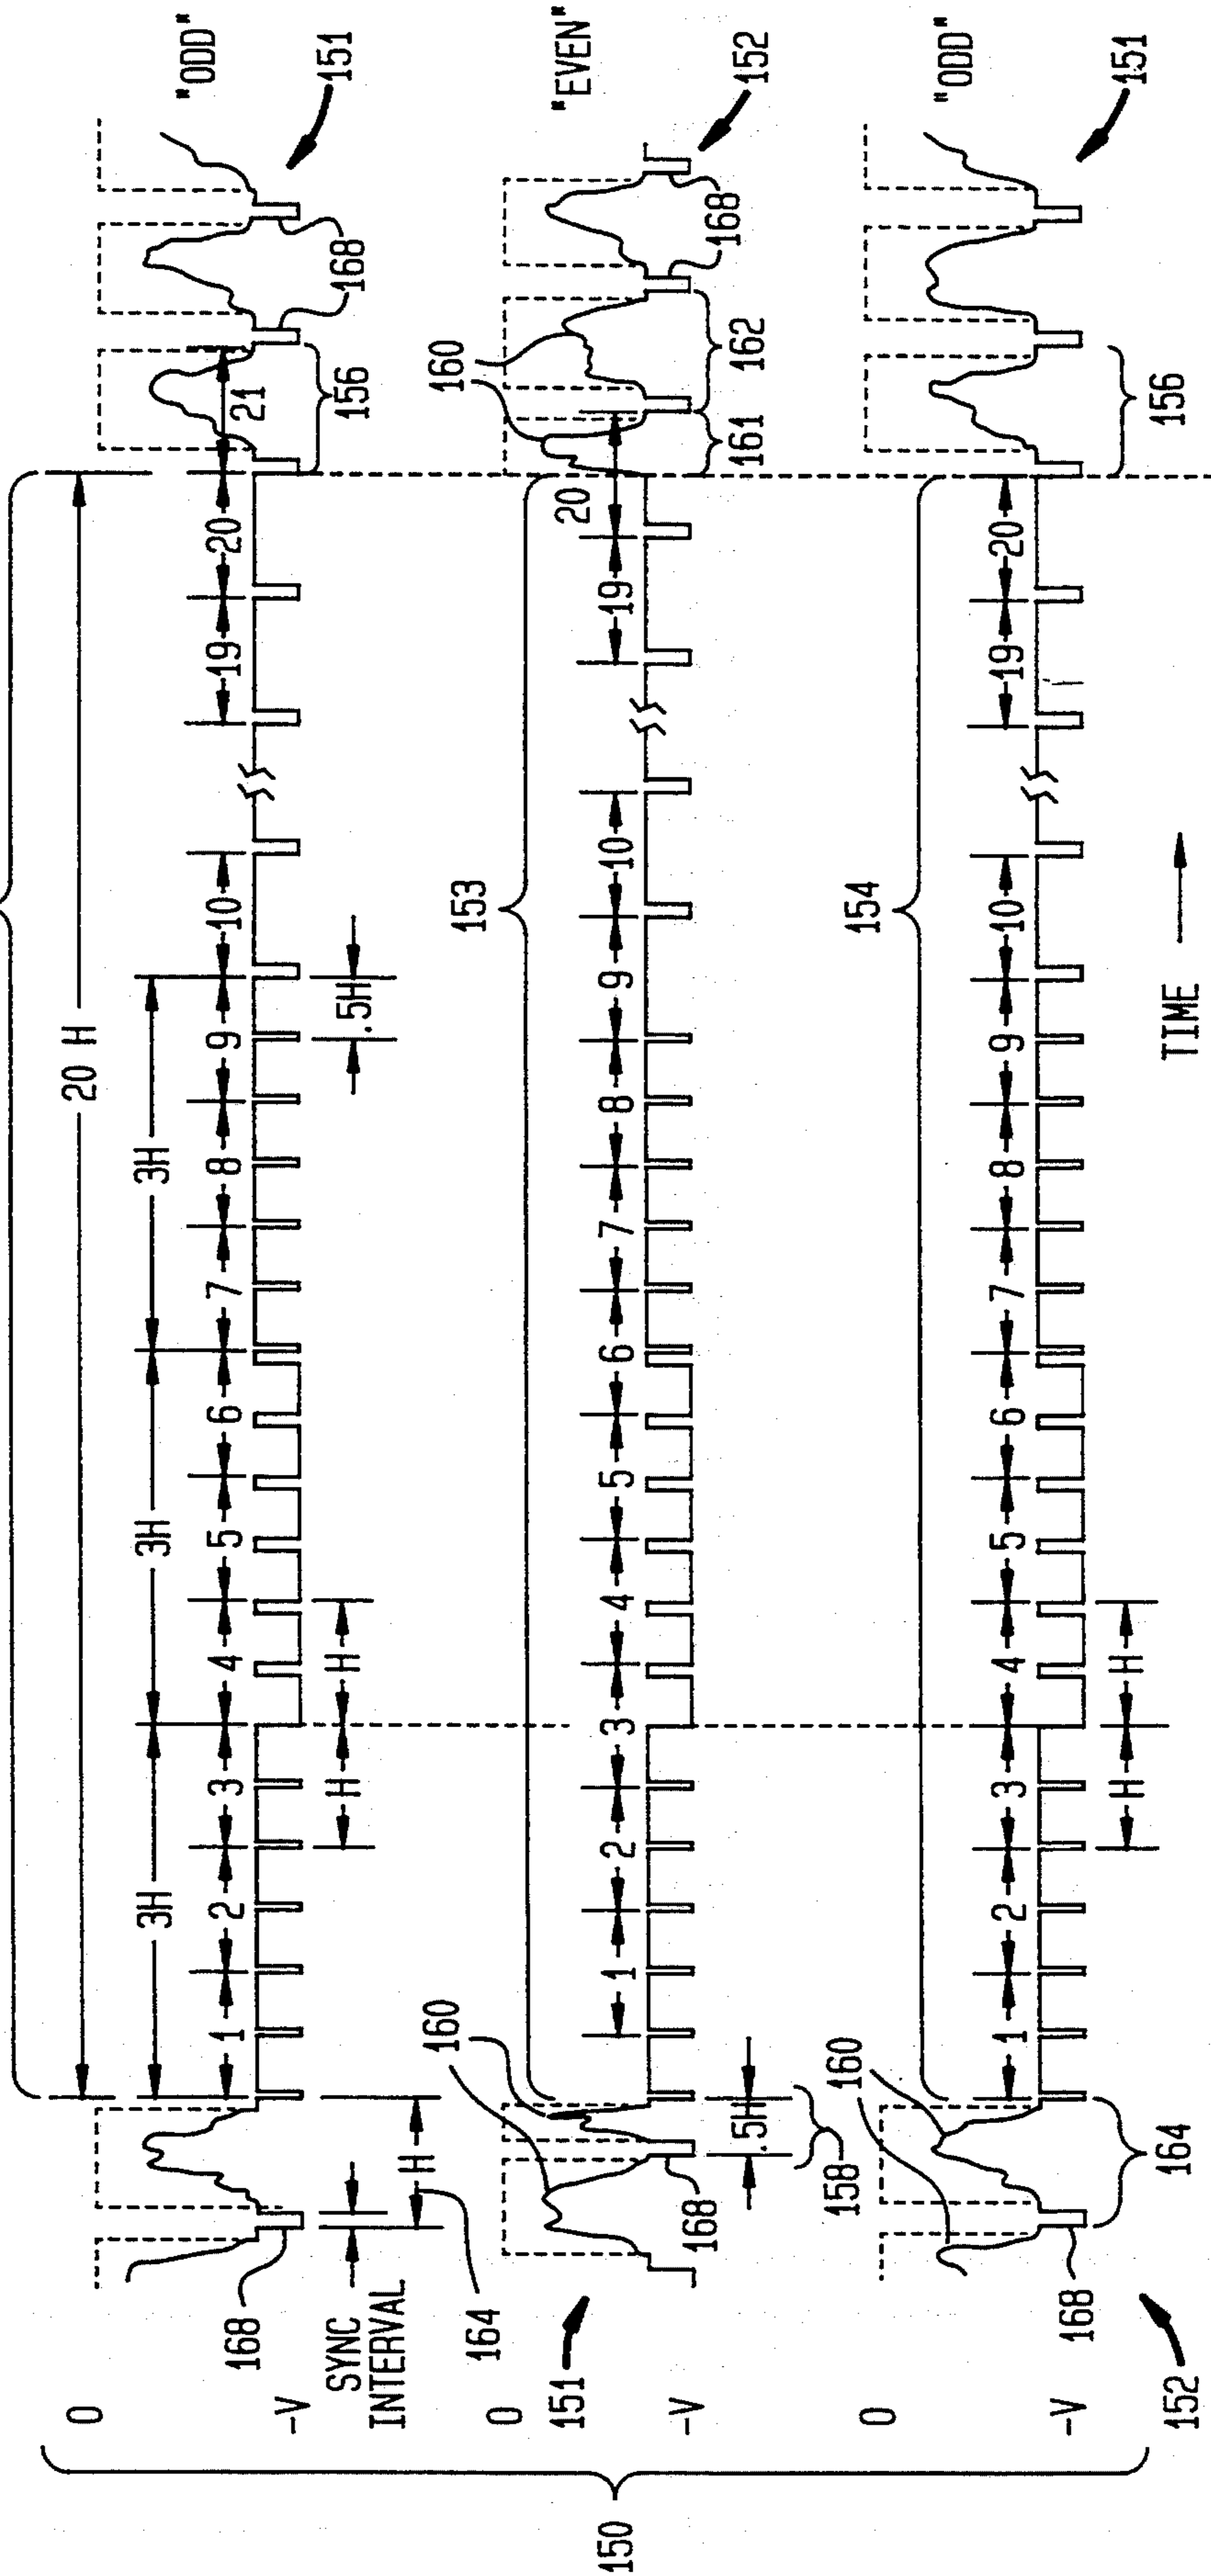 20 H
3H 3H 3H
1 2 3 4 5 6 7 8 9 10 19 20 21
"ODD"
151
0
-V
168
SYNC
INTERVAL
H
164
H H
.5H
156
168
153
160
160
"EVEN"
152
0
151
-V
1 2 3 4 5 6 7 8 9 10 19 20
168
.5H
158
161 162
168
150
154
160
"ODD"
151
0
-V
152
1 2 3 4 5 6 7 8 9 10 19 20
168
164
H H
156
TIME